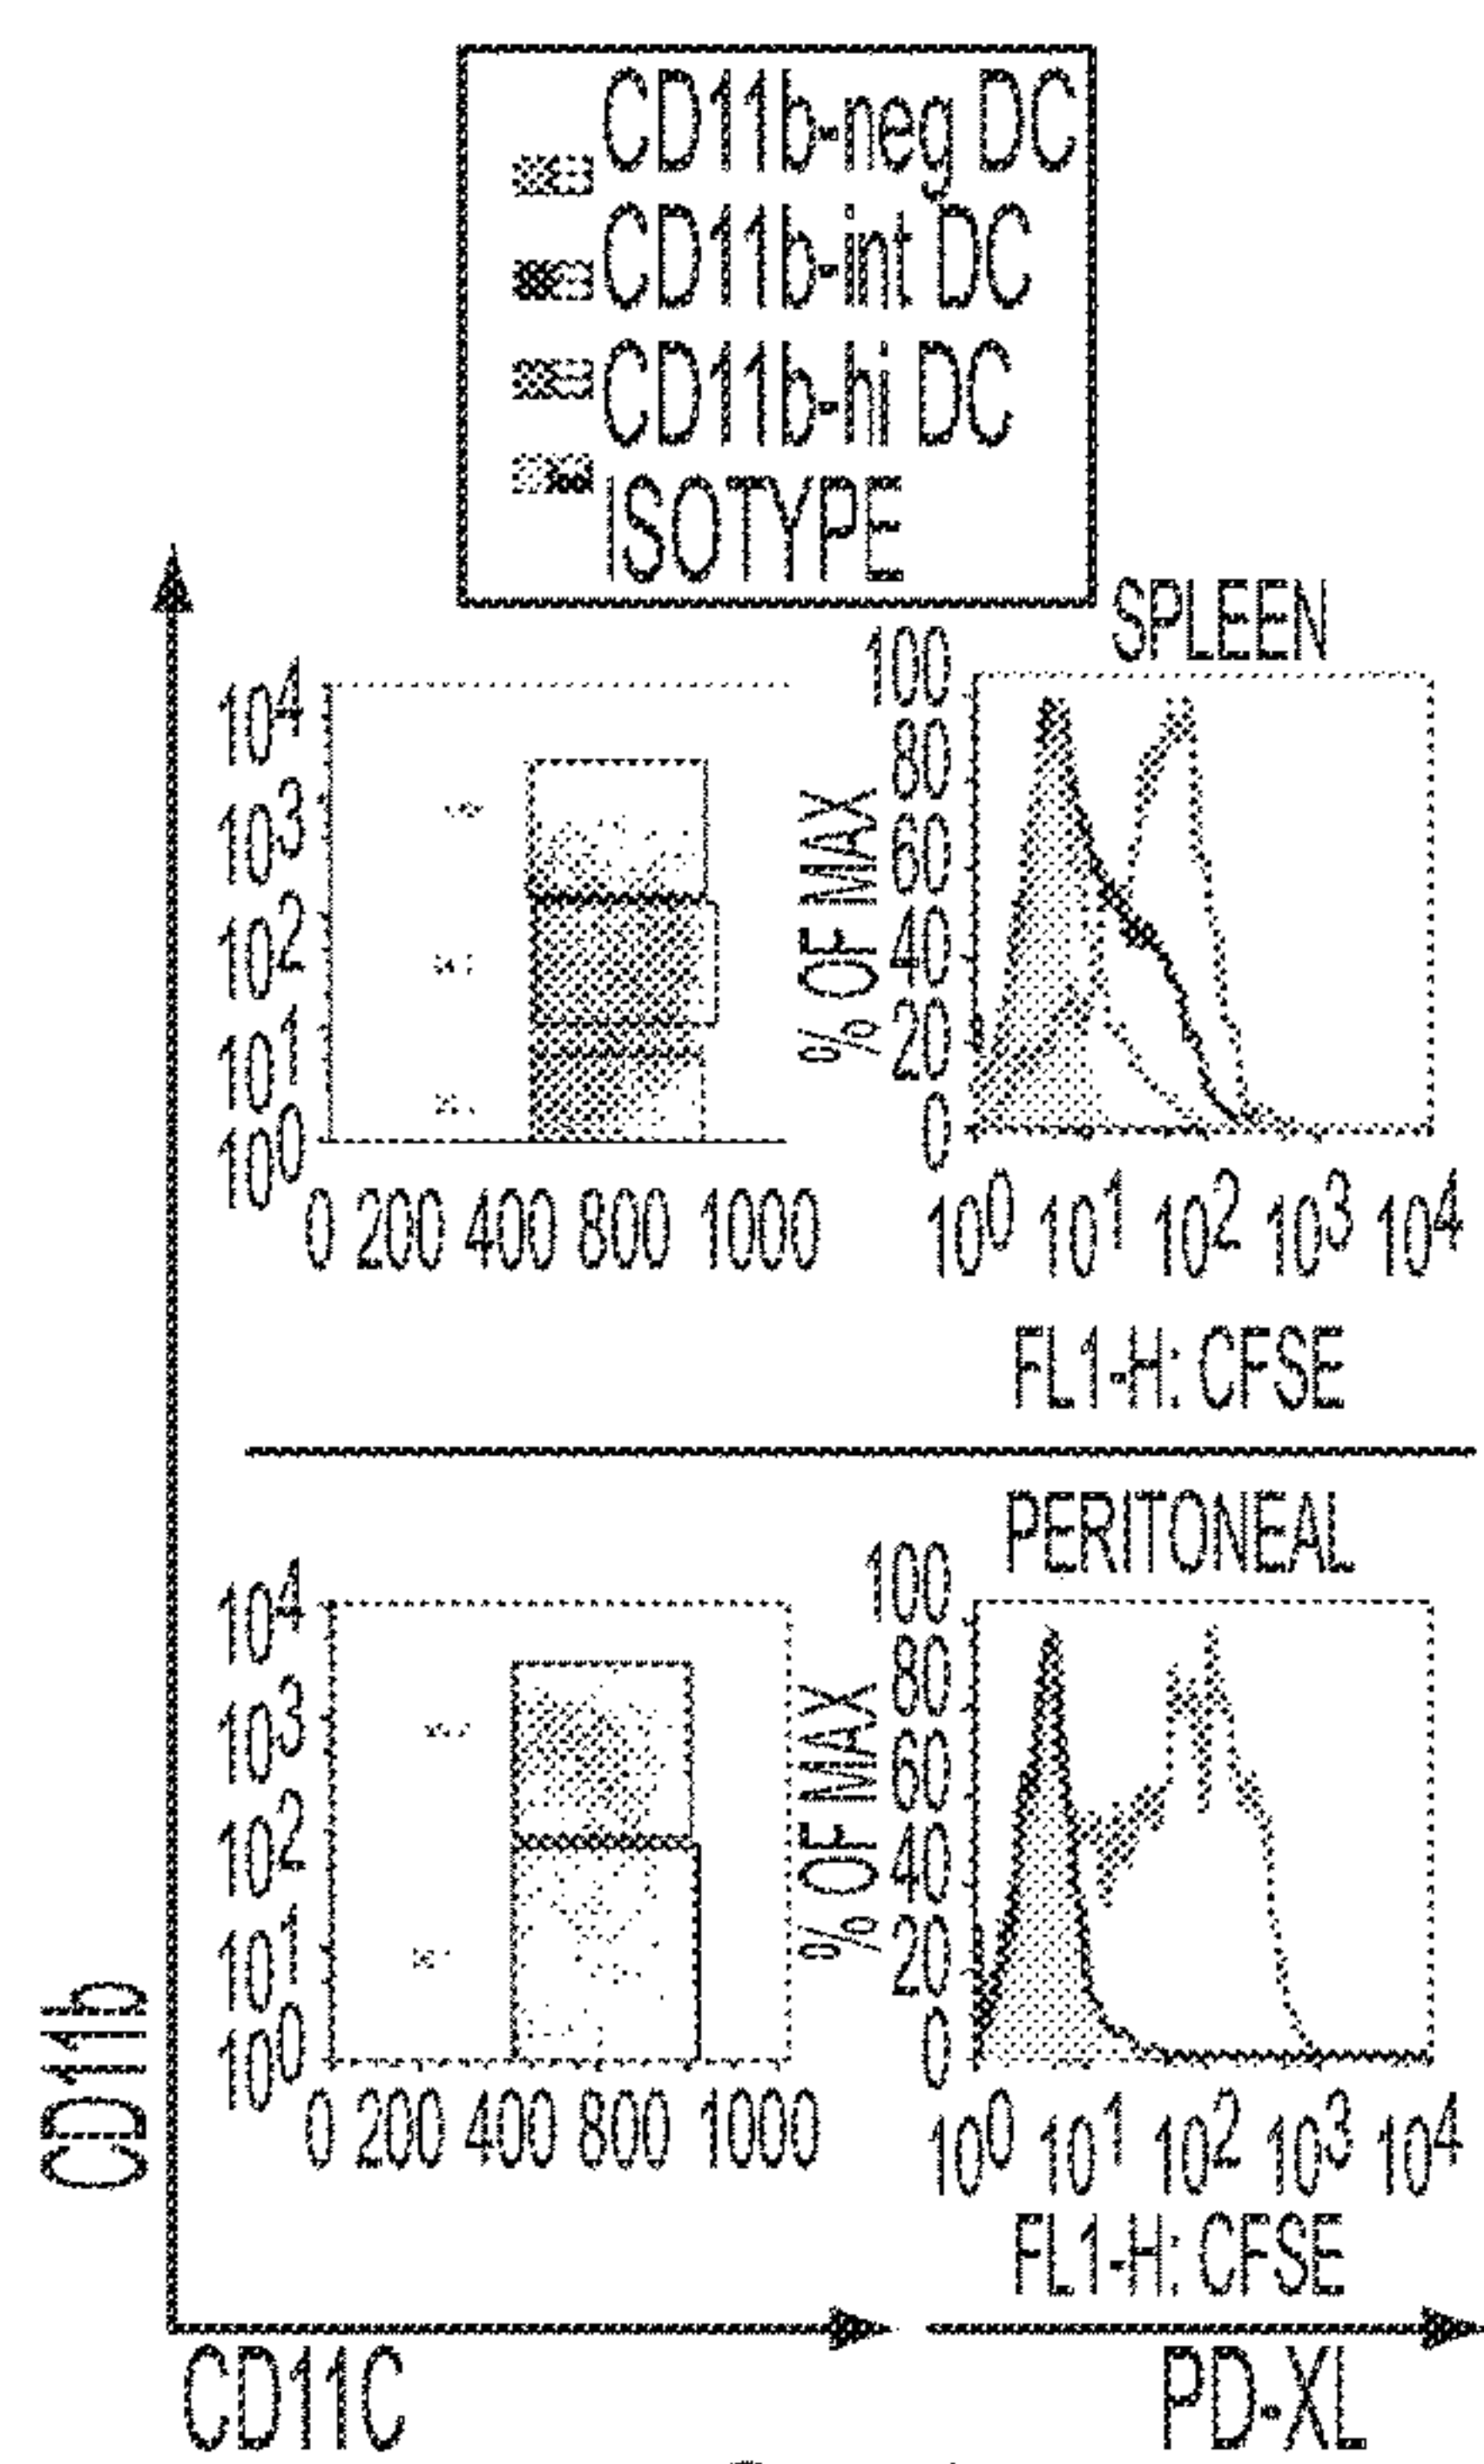 CD11b-neg DC
CD11b-int DC
CD11b-hi DC
ISOTYPE
SPLEEN
10^4
10^3
10^2
10^1
10^0
0 200 400 800 1000
% OF MAX
100
80
60
40
20
0
10^0 10^1 10^2 10^3 10^4
FL1-H: CFSE
PERITONEAL
10^4
10^3
10^2
10^1
10^0
0 200 400 800 1000
% OF MAX
100
80
60
40
20
0
10^0 10^1 10^2 10^3 10^4
FL1-H: CFSE
CD11b
CD11C
PD-XL